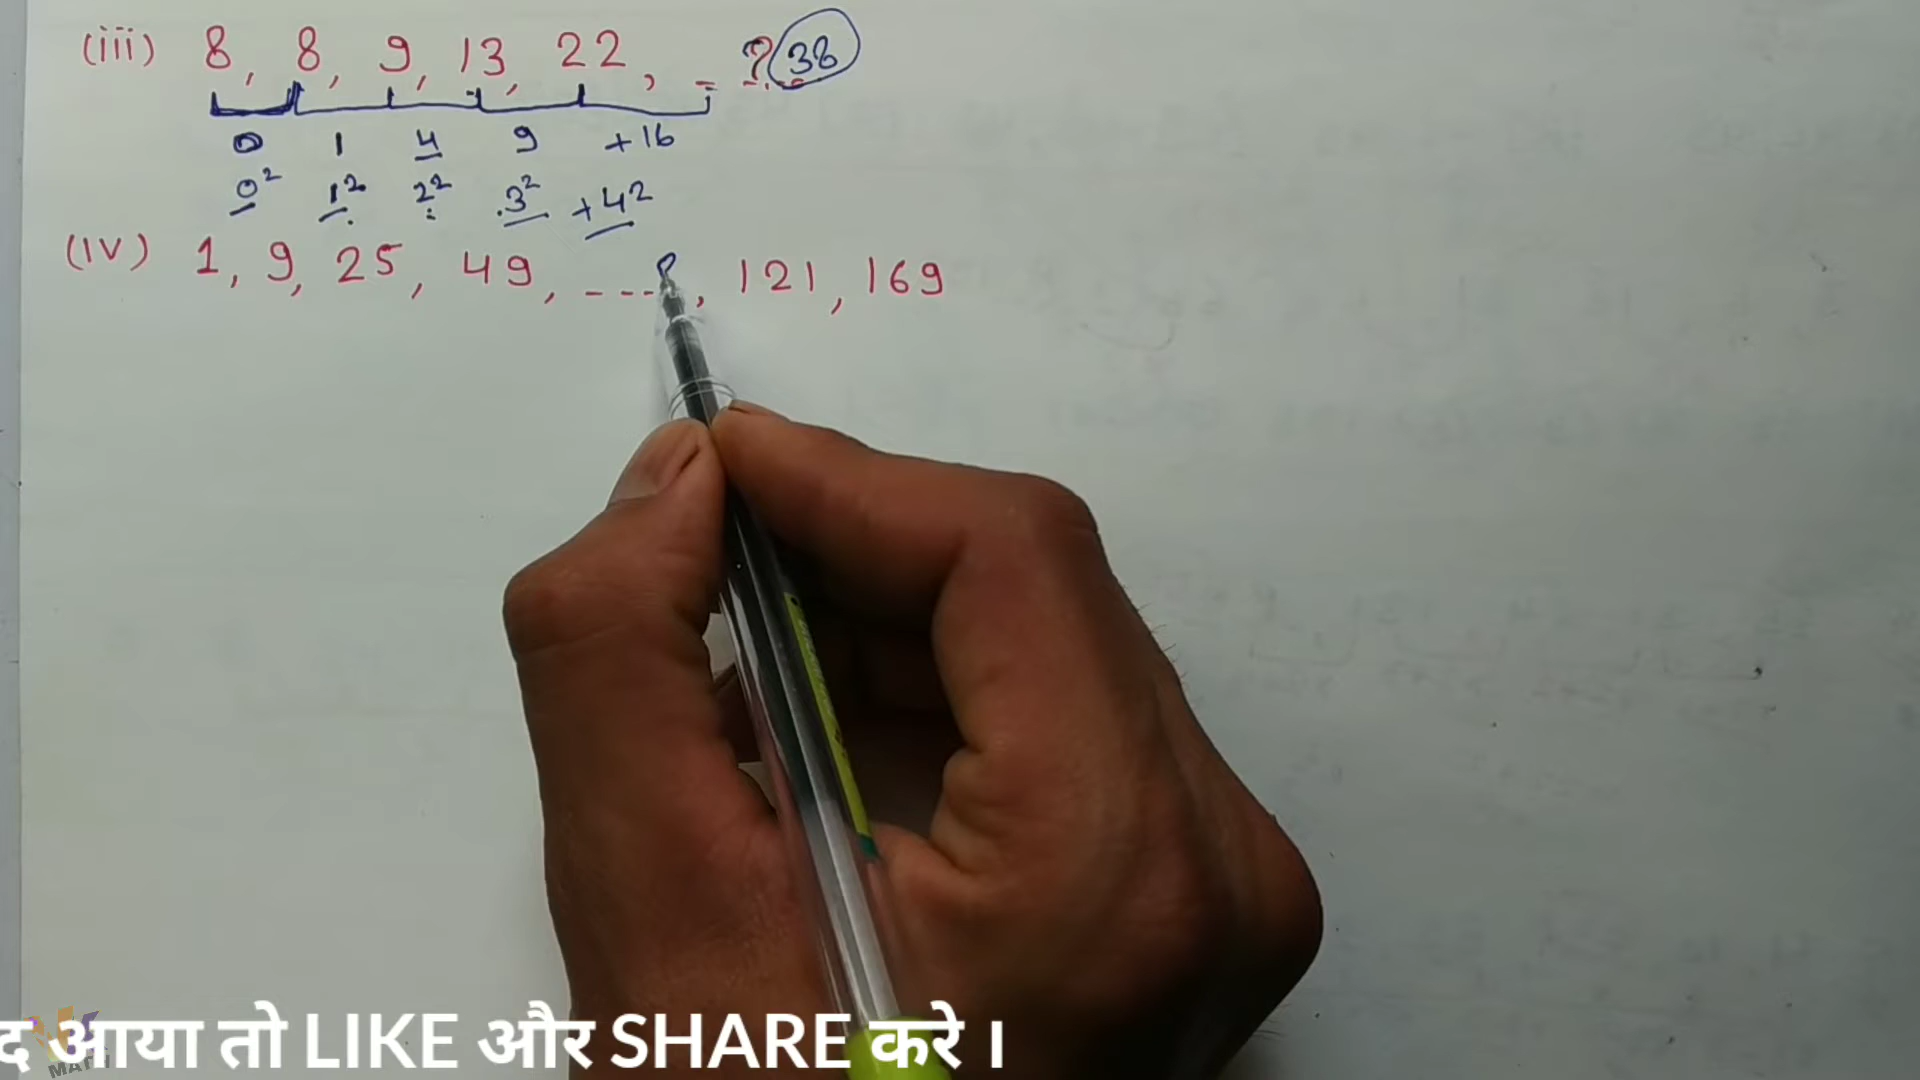 (iii) 8, 8, 9, 13, 22, - ? 38
0 1 4 9 +16
0² 1² 2² 3² +4²
(iv) 1, 9, 25, 49, ----, 121, 169
आया तो LIKE और SHARE करे ।